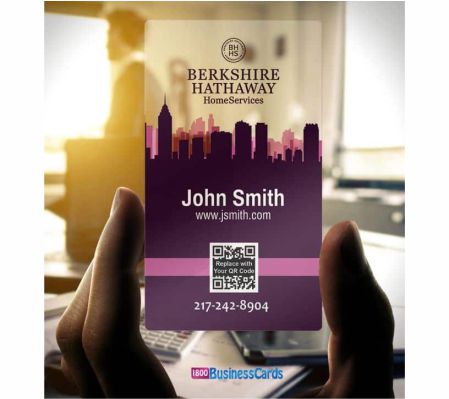 BH
HS
BERKSHIRE
HATHAWAY
HomeServices
John Smith
www.jsmith.com
Replace with
Your QR Code
217-242-8904
1800BusinessCards